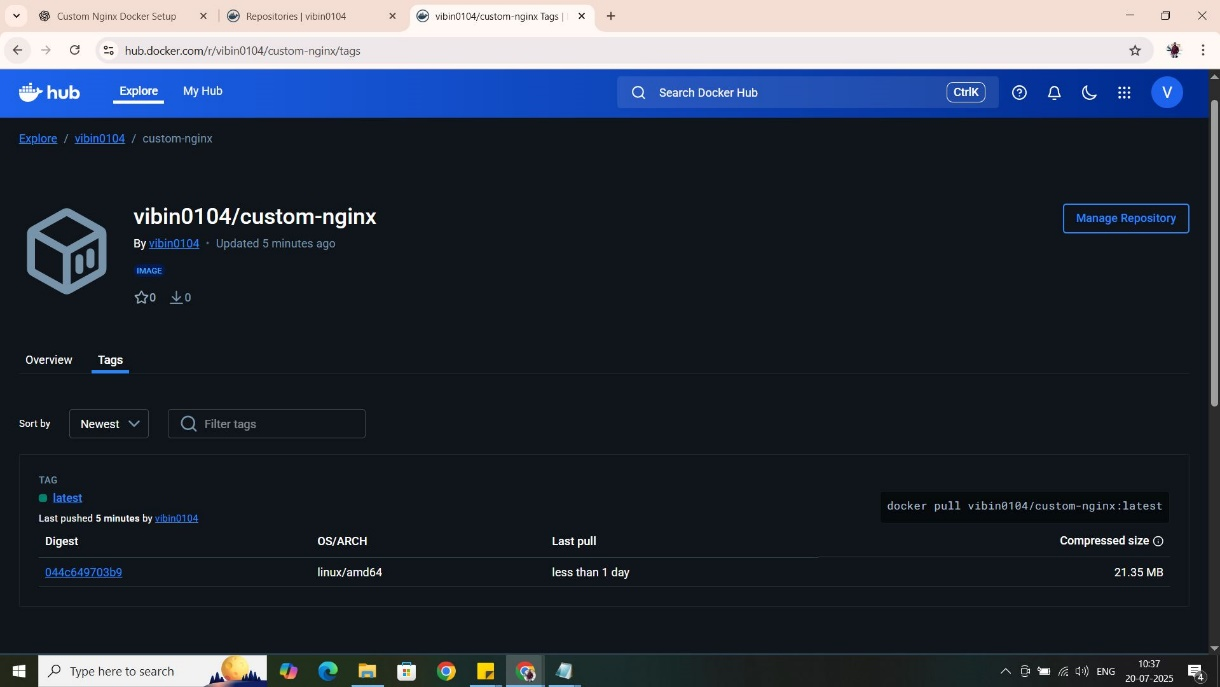 Custom Nginx Docker Setup
Repositories | vibin0104
vibin0104/custom-nginx Tags |
hub.docker.com/r/vibin0104/custom-nginx/tags
hub
Explore
My Hub
Search Docker Hub
CtrlK
V
Explore / vibin0104 / custom-nginx
vibin0104/custom-nginx
Manage Repository
By vibin0104 • Updated 5 minutes ago
IMAGE
0 0
Overview
Tags
Sort by
Newest
Filter tags
TAG
latest
docker pull vibin0104/custom-nginx:latest
Last pushed 5 minutes by vibin0104
Digest OS/ARCH Last pull Compressed size
044c649703b9 linux/amd64 less than 1 day 21.35 MB
Type here to search
ENG
10:37
20-07-2025
4